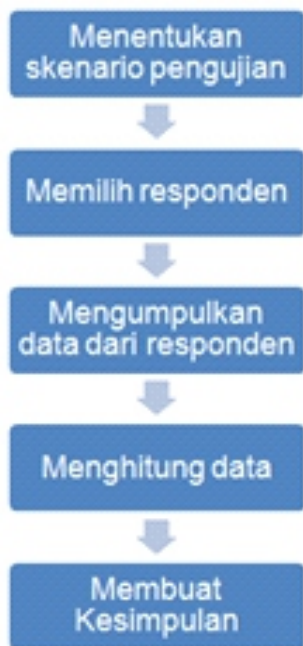 Menentukan
skenario pengujian
Memilih responden
Mengumpulkan
data dari responden
Menghitung data
Membuat
Kesimpulan